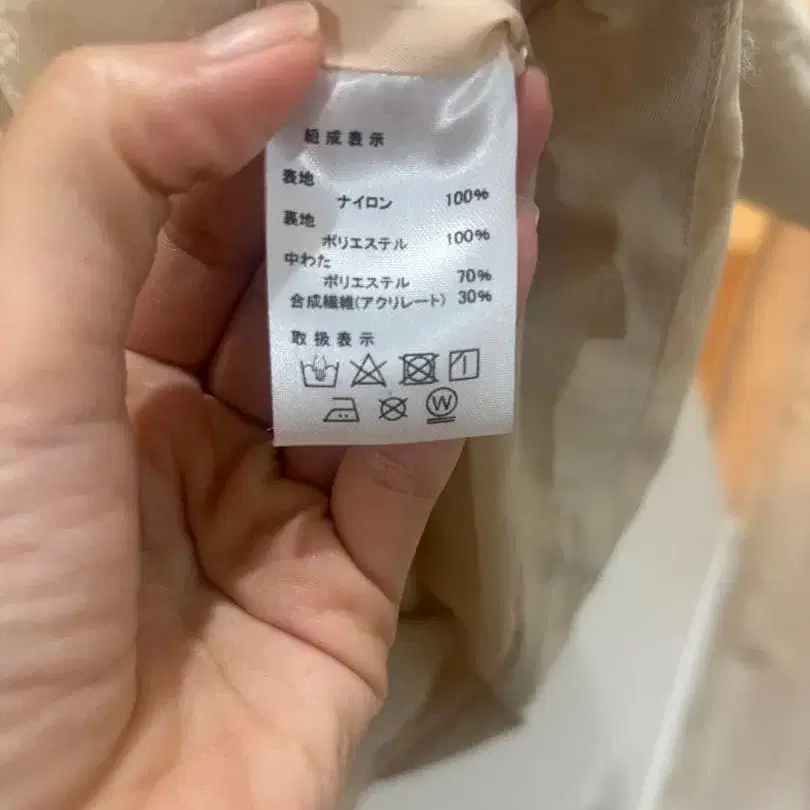 組成表示
表地
ナイロン 100%
裏地
ポリエステル 100%
中わた
ポリエステル 70%
合成繊維(アクリレート) 30%
取扱表示
W